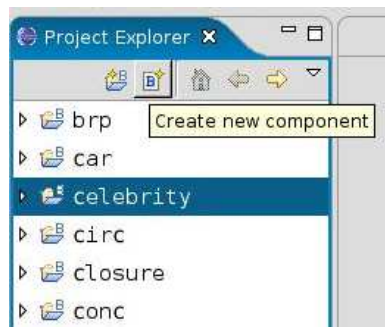 Project Explorer
brp
Create new component
car
celebrity
circ
closure
conc